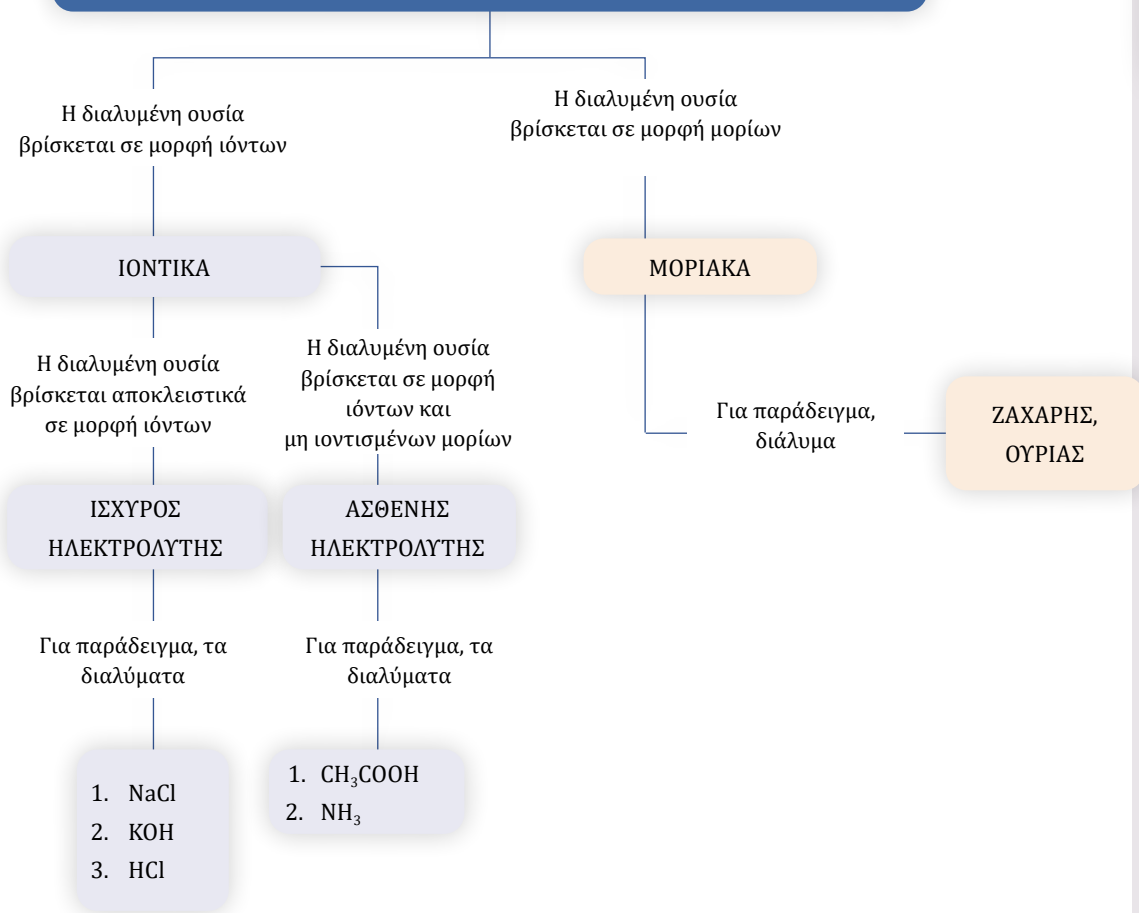 Η διαλυμένη ουσία
βρίσκεται σε μορφή ιόντων
Η διαλυμένη ουσία
βρίσκεται σε μορφή μορίων
ΙΟΝΤΙΚΑ
ΜΟΡΙΑΚΑ
Η διαλυμένη ουσία
βρίσκεται αποκλειστικά
σε μορφή ιόντων
Η διαλυμένη ουσία
βρίσκεται σε μορφή
ιόντων και
μη ιοντισμένων μορίων
Για παράδειγμα,
διάλυμα
ΖΑΧΑΡΗΣ,
ΟΥΡΙΑΣ
ΙΣΧΥΡΟΣ
ΗΛΕΚΤΡΟΛΥΤΗΣ
ΑΣΘΕΝΗΣ
ΗΛΕΚΤΡΟΛΥΤΗΣ
Για παράδειγμα, τα
διαλύματα
Για παράδειγμα, τα
διαλύματα
1. NaCl
2. KOH
3. HCl
1. CH₃COOH
2. NH₃